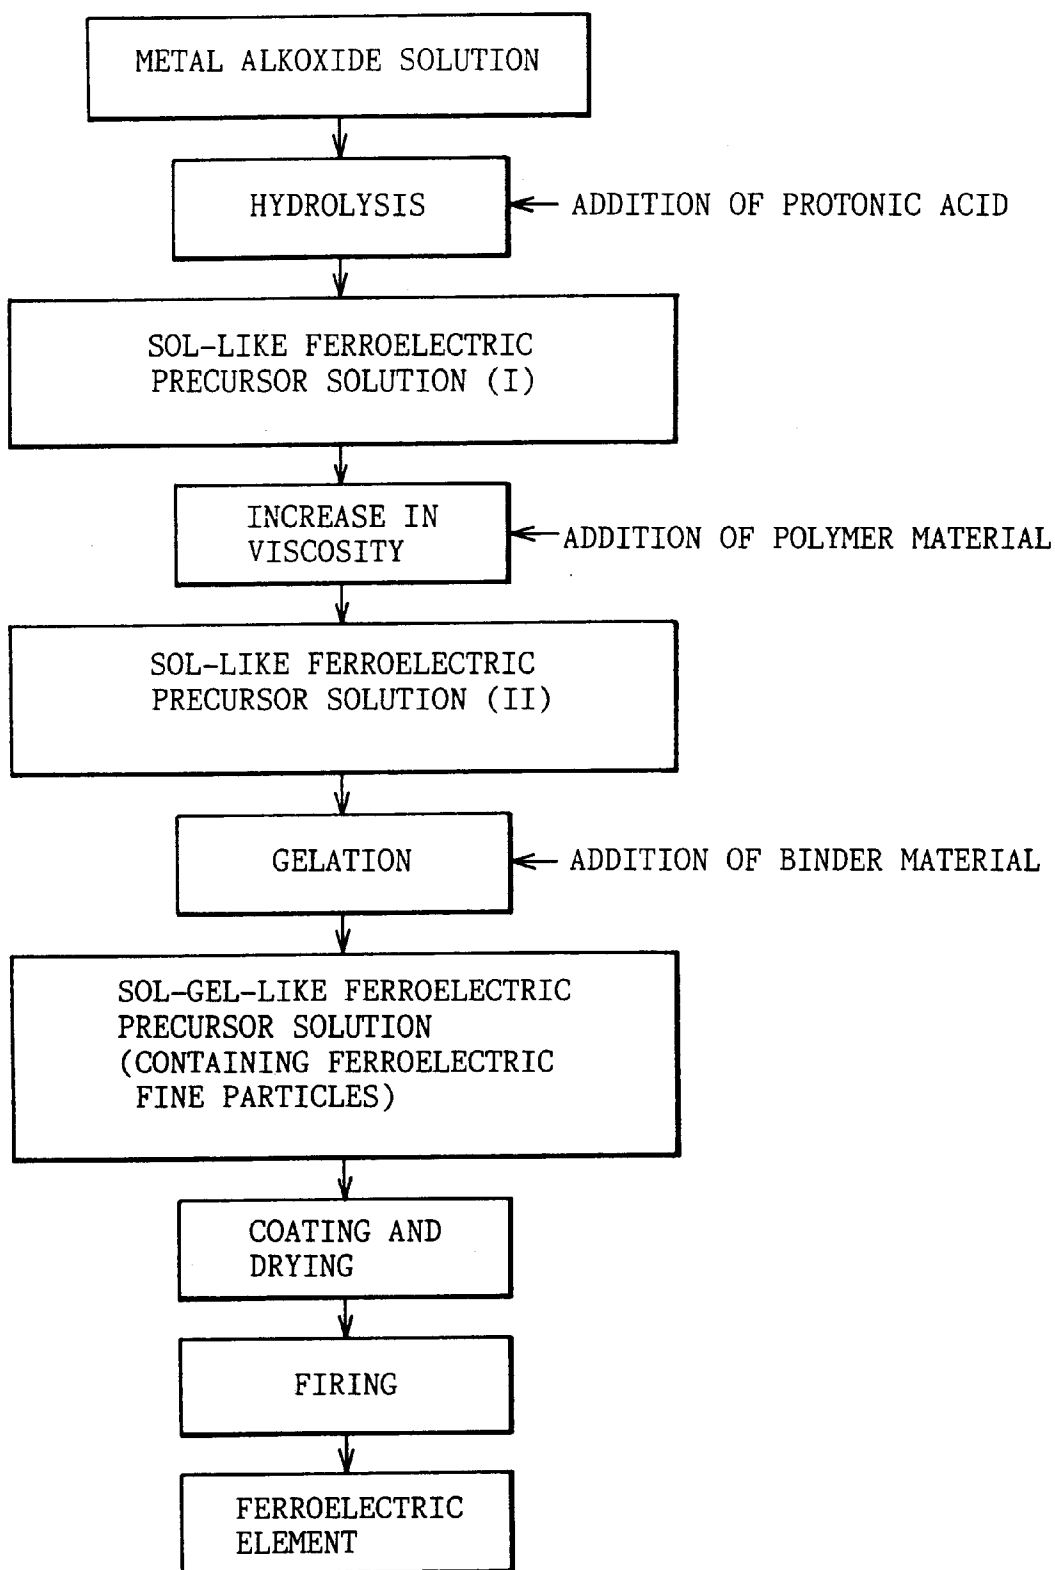 METAL ALKOXIDE SOLUTION
HYDROLYSIS
ADDITION OF PROTONIC ACID
SOL-LIKE FERROELECTRIC
PRECURSOR SOLUTION (I)
INCREASE IN
VISCOSITY
ADDITION OF POLYMER MATERIAL
SOL-LIKE FERROELECTRIC
PRECURSOR SOLUTION (II)
GELATION
ADDITION OF BINDER MATERIAL
SOL-GEL-LIKE FERROELECTRIC
PRECURSOR SOLUTION
(CONTAINING FERROELECTRIC
FINE PARTICLES)
COATING AND
DRYING
FIRING
FERROELECTRIC
ELEMENT